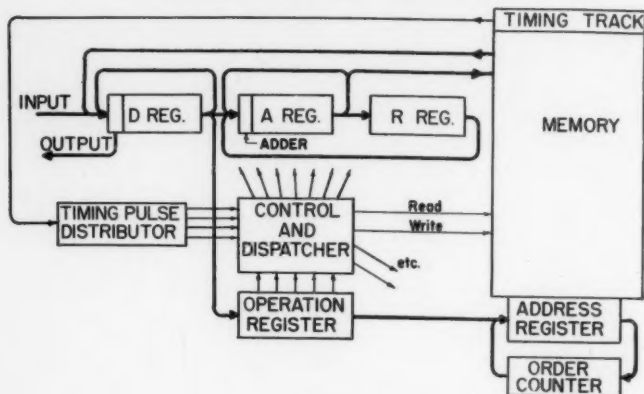 TIMING TRACK
INPUT
D REG.
A REG.
R REG.
MEMORY
OUTPUT
ADDER
TIMING PULSE
DISTRIBUTOR
CONTROL
AND
DISPATCHER
Read
Write
etc.
OPERATION
REGISTER
ADDRESS
REGISTER
ORDER
COUNTER